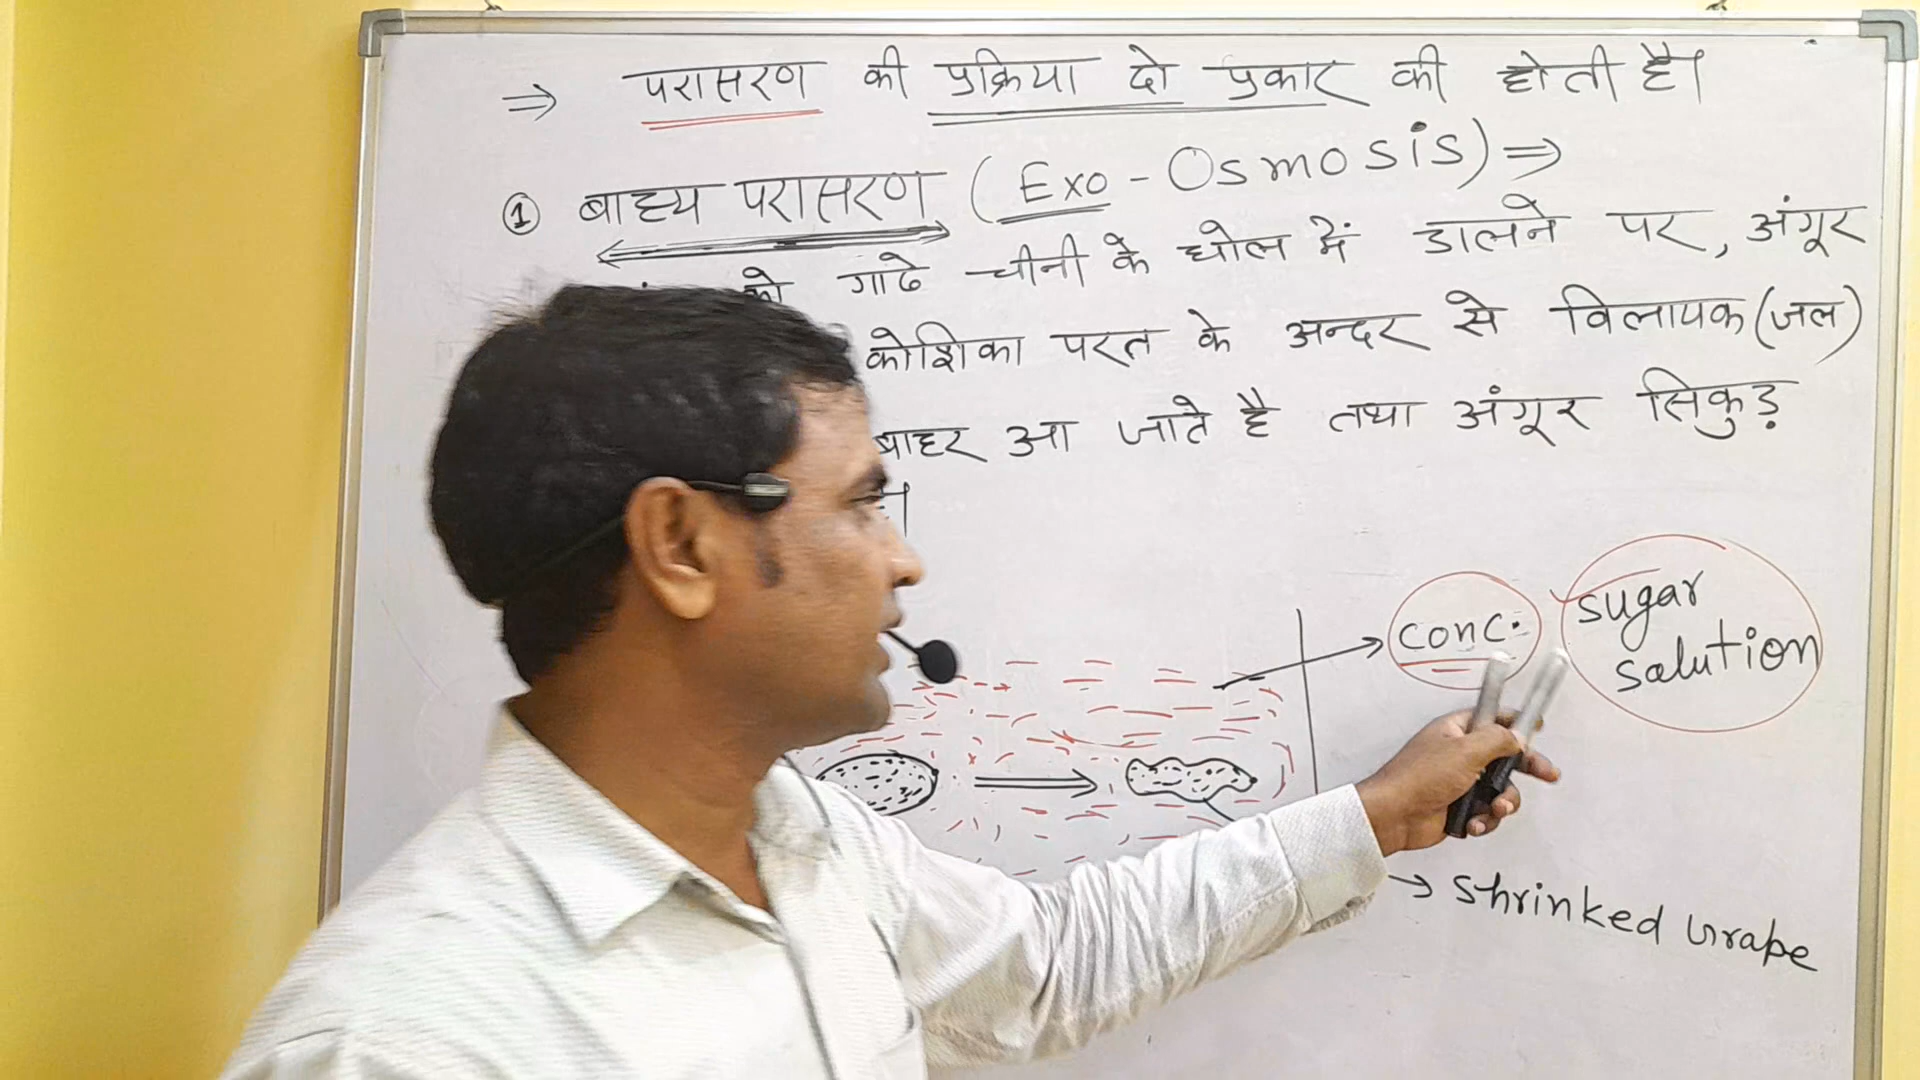 ⇒ परासरण की प्रक्रिया दो प्रकार की होती है।
① बाह्य परासरण (Exo-Osmosis) ⇒
को गाढे चीनी के घोल में डालने पर, अंगूर
कोशिका परत के अन्दर से विलायक (जल)
बाहर आ जाते है तथा अंगूर सिकुड़
→ conc. sugar
solution
→ Shrinked Grape